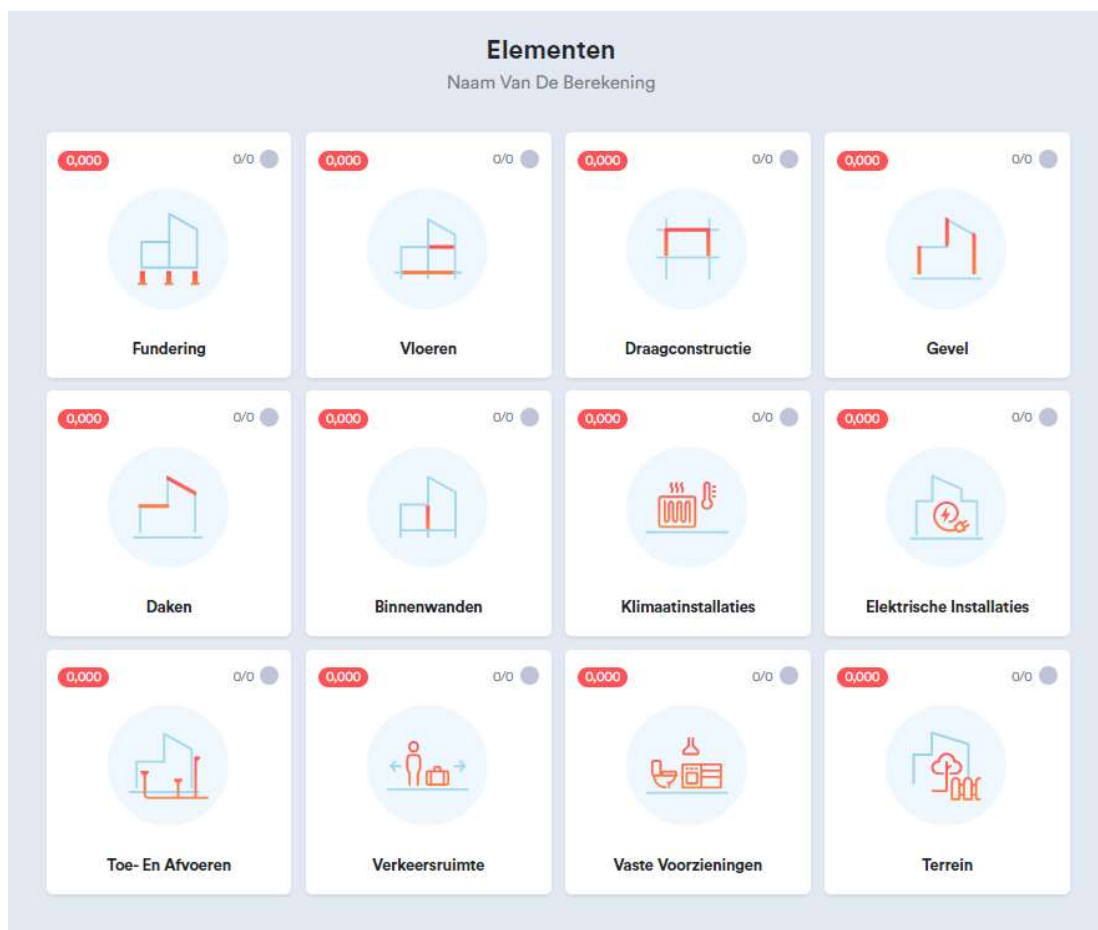 Elementen
Naam Van De Berekening
0,000 0/0
0,000 0/0
0,000 0/0
0,000 0/0
Fundering
Vloeren
Draagconstructie
Gevel
0,000 0/0
0,000 0/0
0,000 0/0
0,000 0/0
Daken
Binnenwanden
Klimaatinstallaties
Elektrische Installaties
0,000 0/0
0,000 0/0
0,000 0/0
0,000 0/0
Toe- En Afvoeren
Verkeersruimte
Vaste Voorzieningen
Terrein